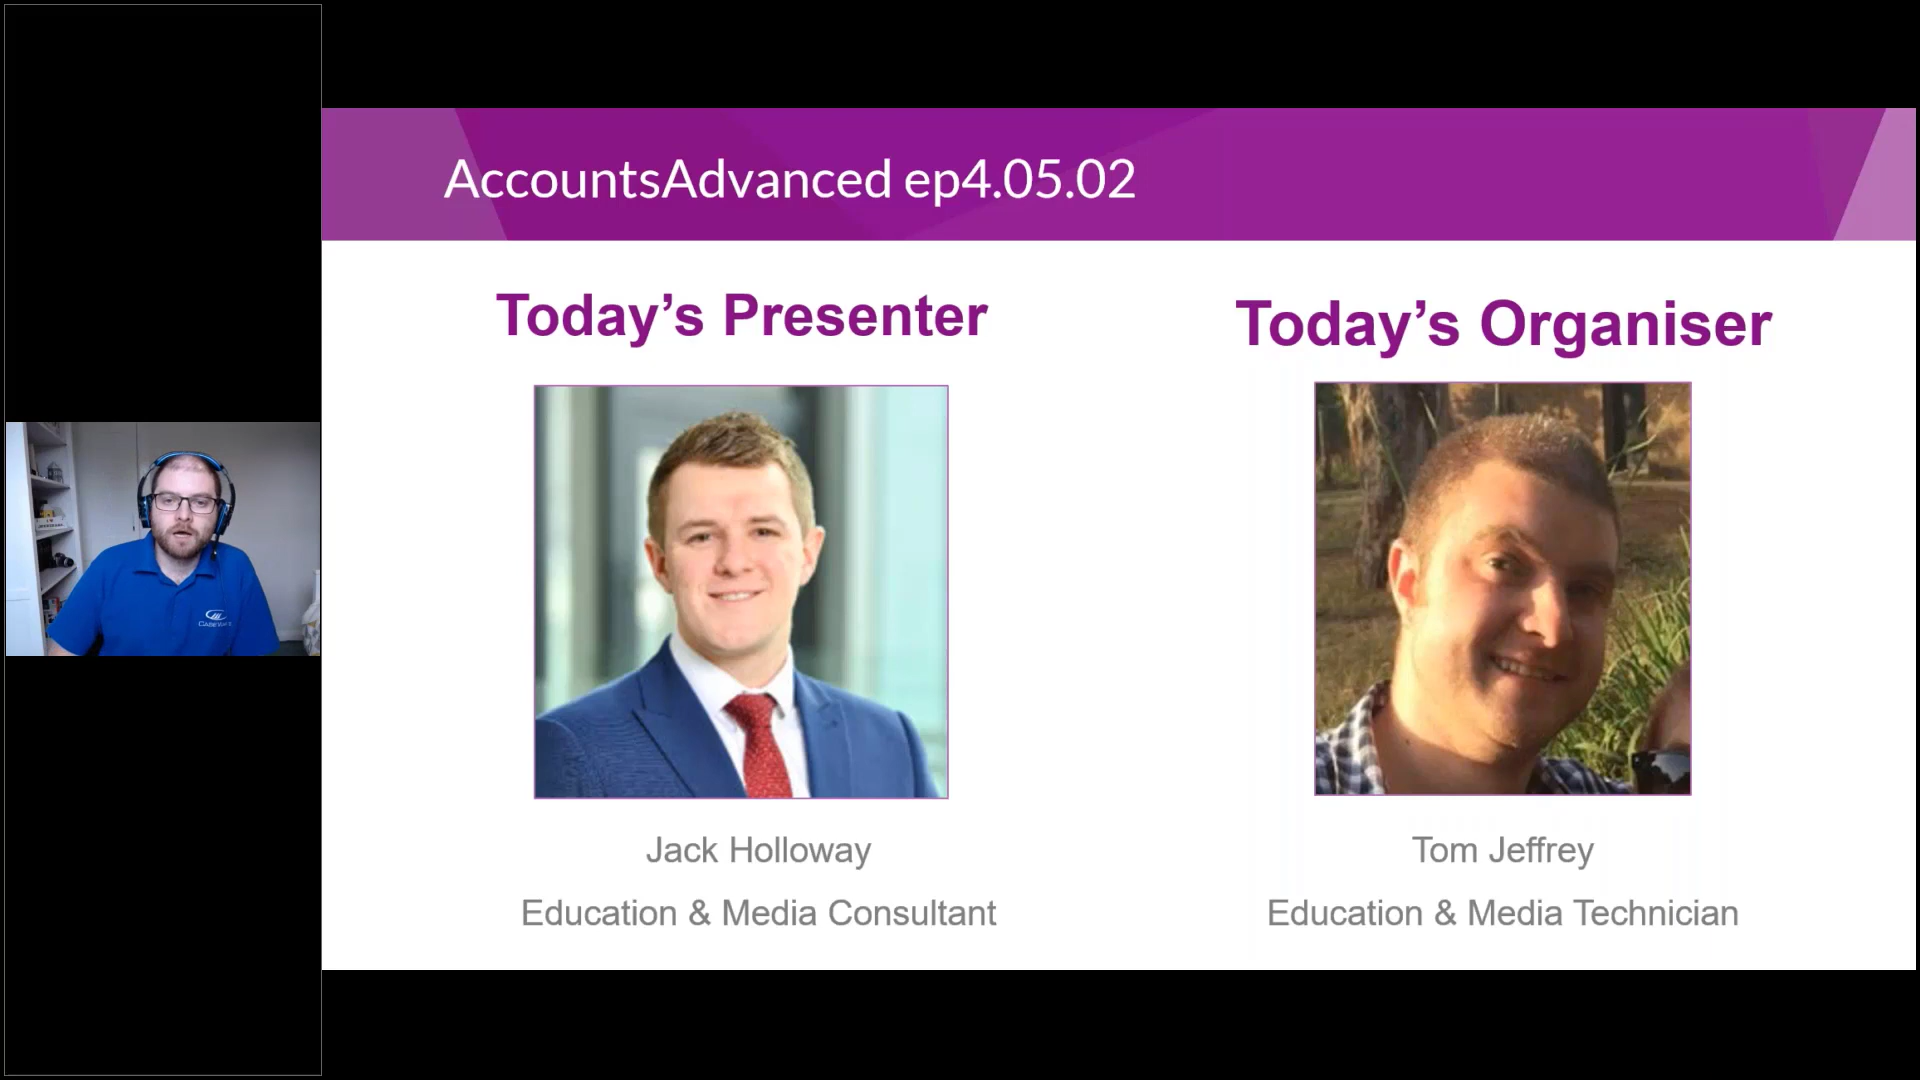 AccountsAdvanced ep4.05.02
Today’s Presenter
Today’s Organiser
Jack Holloway
Education & Media Consultant
Tom Jeffrey
Education & Media Technician